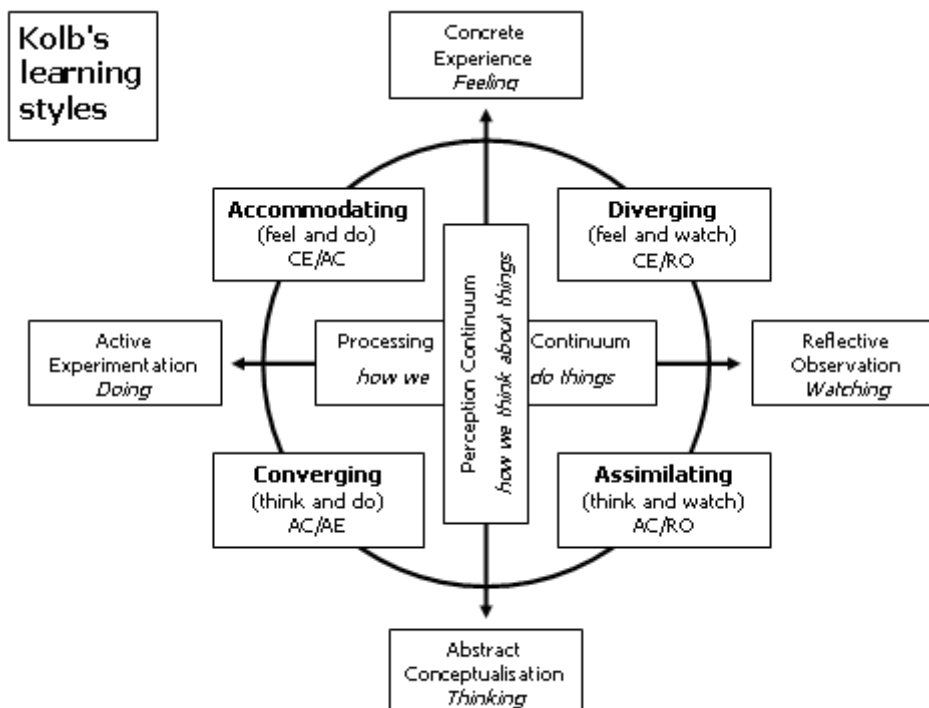 Kolb's
learning
styles
Concrete
Experience
Feeling
Accommodating
(feel and do)
CE/AC
Diverging
(feel and watch)
CE/RO
Active
Experimentation
Doing
Processing
how we
Perception Continuum
how we think about things
Continuum
do things
Reflective
Observation
Watching
Converging
(think and do)
AC/AE
Assimilating
(think and watch)
AC/RO
Abstract
Conceptualisation
Thinking